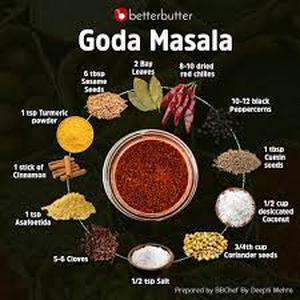 betterbutter
Goda Masala
2 Bay
Leaves
8-10 dried
red chilles
6 tbsp
Sesame
Seeds
10-12 black
Peppercorns
1 tsp Turmeric
powder
1 tbsp
Cumin
seeds
1 stick of
Cinnamon
1/2 cup
desiccated
Coconut
1 tsp
Asafoetida
3/4th cup
Coriander seeds
5-6 Cloves
1/2 tsp Salt
Prepared by BBChef By Deepti Mehra